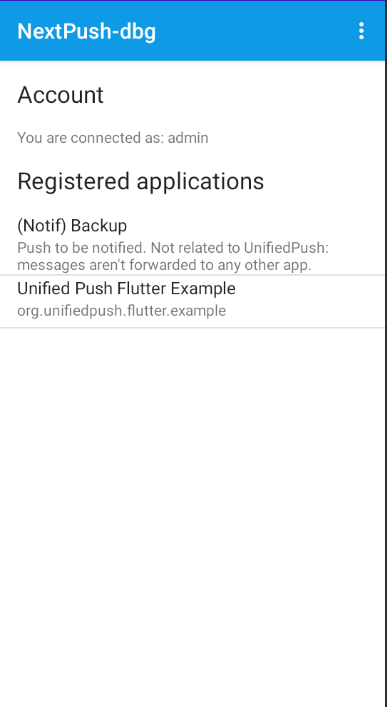 NextPush-dbg
Account
You are connected as: admin
Registered applications
(Notif) Backup
Push to be notified. Not related to UnifiedPush:
messages aren't forwarded to any other app.
Unified Push Flutter Example
org.unifiedpush.flutter.example